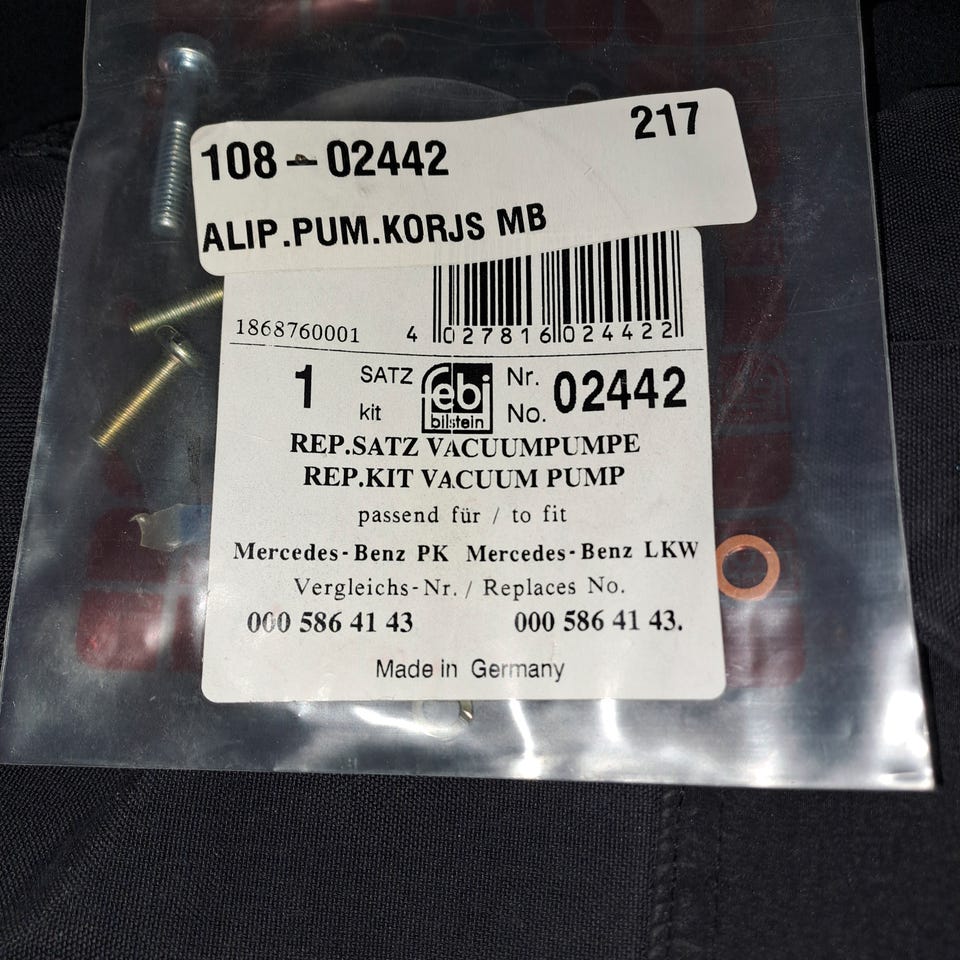 217
108-02442
ALIP.PUM.KORJS MB
1868760001
4 027816 024422
1 SATZ kit febi bilstein Nr. No. 02442
REP.SATZ VACUUMPUMPE
REP.KIT VACUUM PUMP
passend für / to fit
Mercedes-Benz PK Mercedes-Benz LKW
Vergleichs-Nr. / Replaces No.
000 586 41 43 000 586 41 43.
Made in Germany